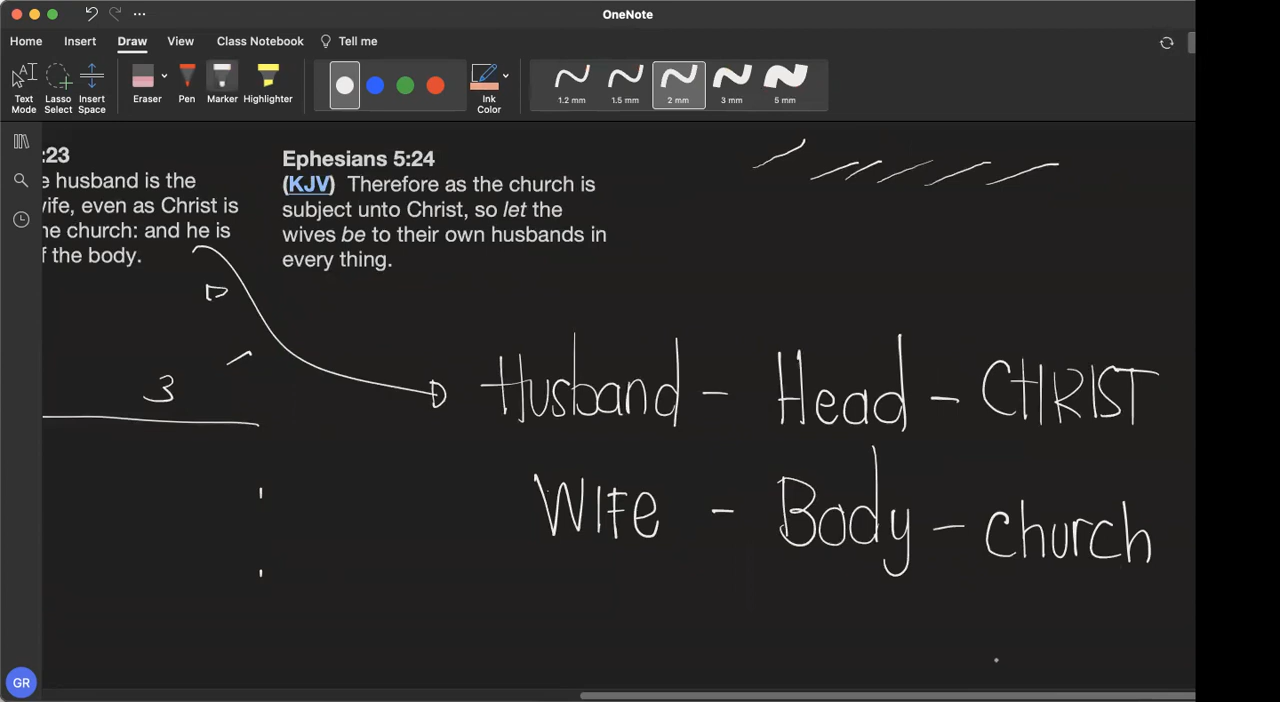 OneNote
Home Insert Draw View Class Notebook Tell me
Text Mode
Lasso Select
Insert Space
Eraser
Pen
Marker
Highlighter
Ink Color
1.2 mm 1.5 mm 2 mm 3 mm 5 mm
:23
husband is the
even as Christ is
church: and he is
the body.
Ephesians 5:24
(KJV) Therefore as the church is
subject unto Christ, so let the
wives be to their own husbands in
every thing.
3
Husband - Head - CHRIST
Wife - Body - church
GR